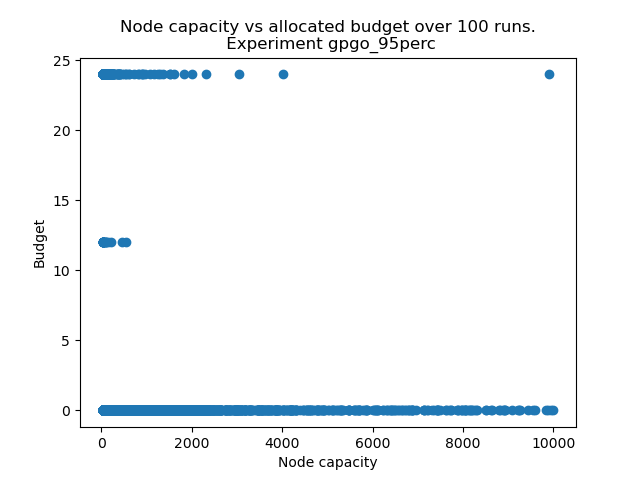 Node capacity vs allocated budget over 100 runs.
Experiment gpgo_95perc
25
20
15
10
5
0
Budget
0 2000 4000 6000 8000 10000
Node capacity